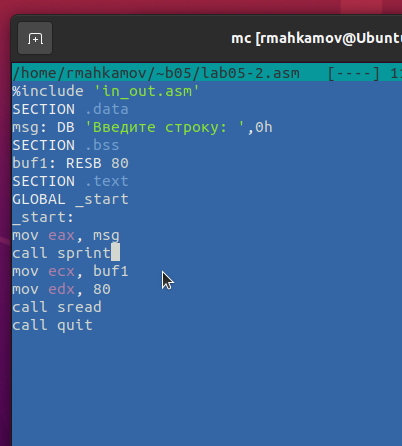 mc [rmahkamov@Ubuntu
/home/rmahkamov/~b05/lab05-2.asm [----] 1
%include 'in_out.asm'
SECTION .data
msg: DB 'Введите строку: ',0h
SECTION .bss
buf1: RESB 80
SECTION .text
GLOBAL _start
_start:
mov eax, msg
call sprint
mov ecx, buf1
mov edx, 80
call sread
call quit